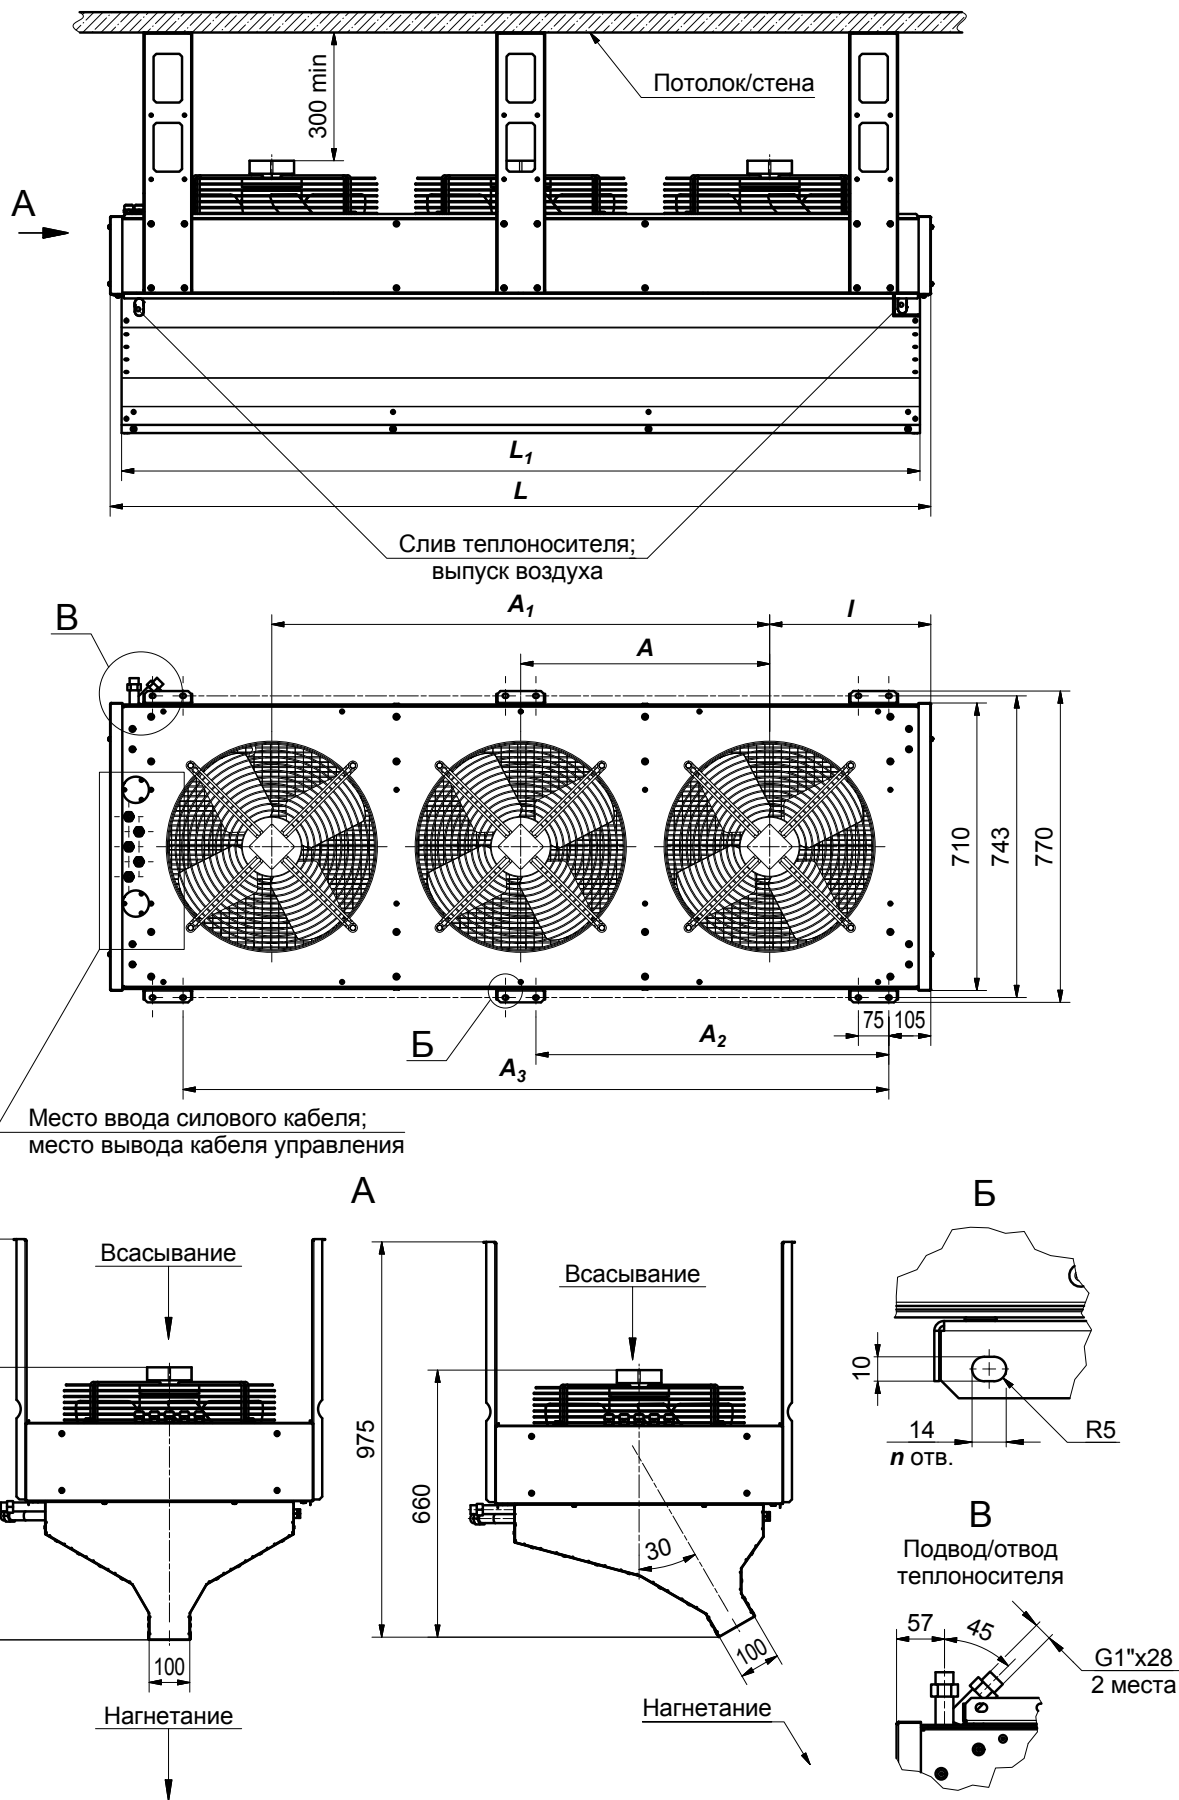 300 min
Потолок/стена
А
L1
L
Слив теплоносителя;
выпуск воздуха
В
A1
l
A
710
743
770
75
105
Б
A2
A3
Место ввода силового кабеля;
место вывода кабеля управления
А
Б
Всасывание
Всасывание
10
975
660
14
n отв.
R5
30
В
Подвод/отвод
теплоносителя
57
45
G1"x28
2 места
100
100
Нагнетание
Нагнетание